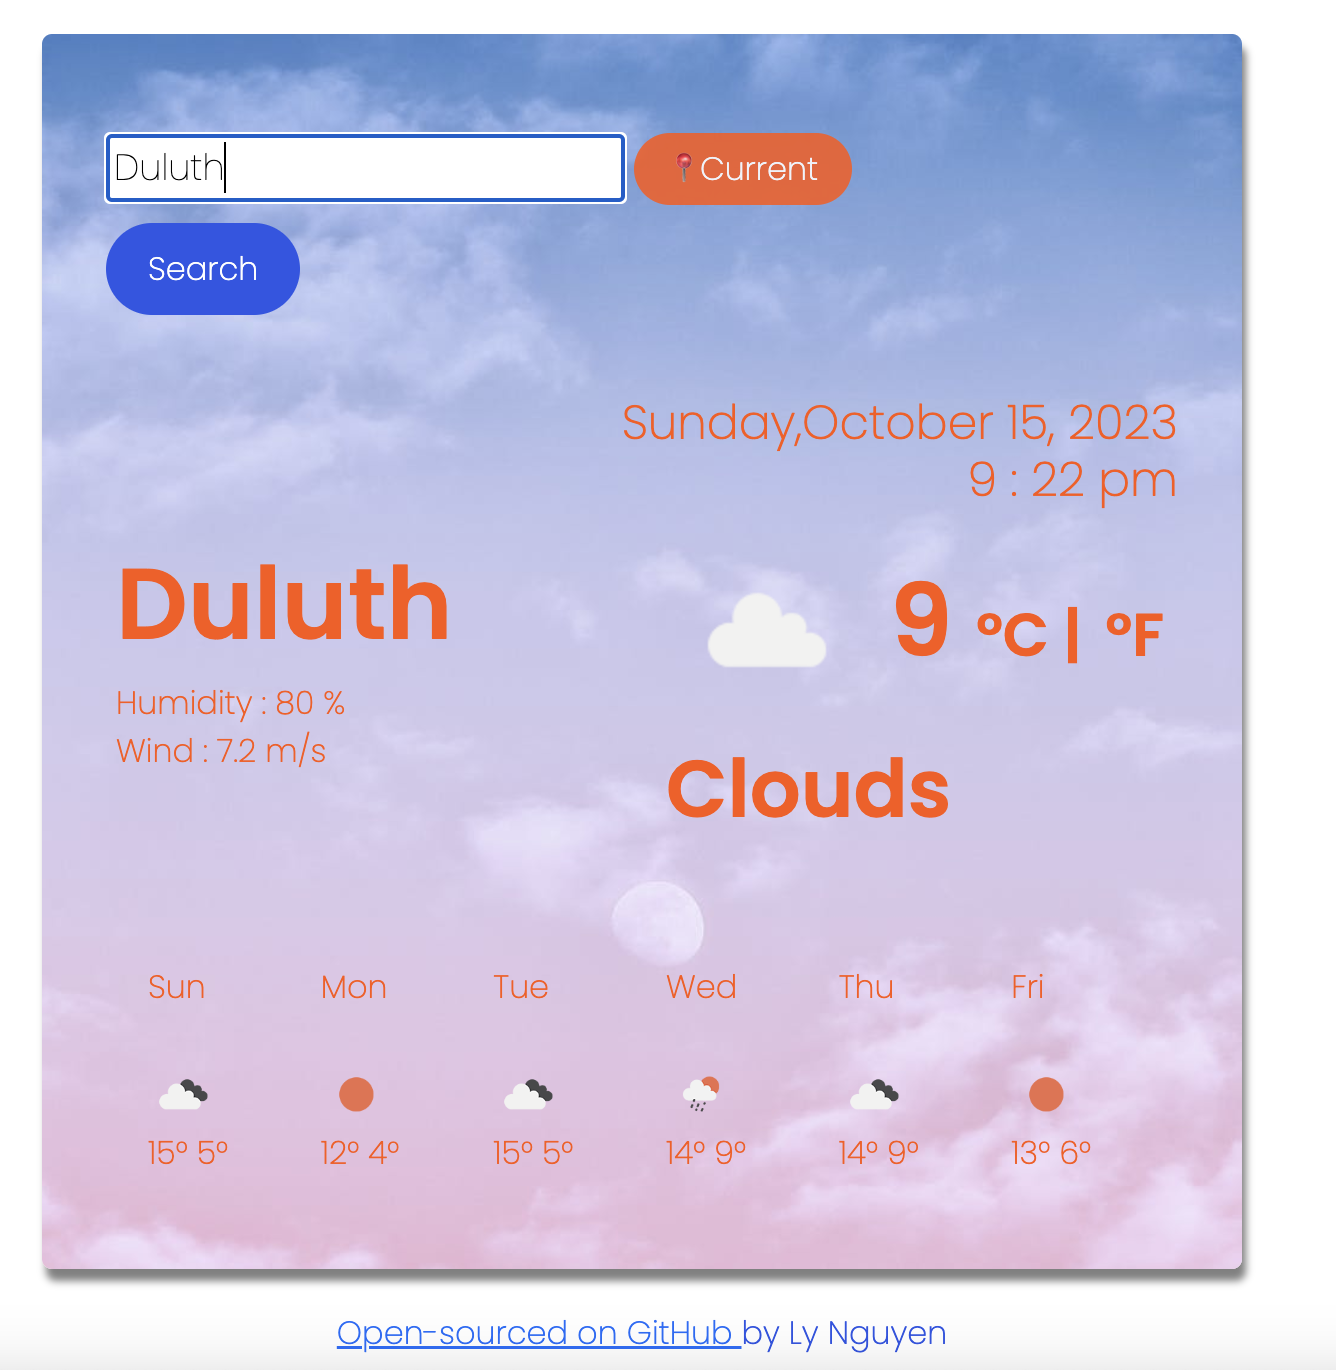 Duluth
📍Current
Search
Sunday,October 15, 2023
9 : 22 pm
Duluth
9 °C | °F
Humidity : 80 %
Wind : 7.2 m/s
Clouds
Sun Mon Tue Wed Thu Fri
15° 5° 12° 4° 15° 5° 14° 9° 14° 9° 13° 6°
Open-sourced on GitHub by Ly Nguyen